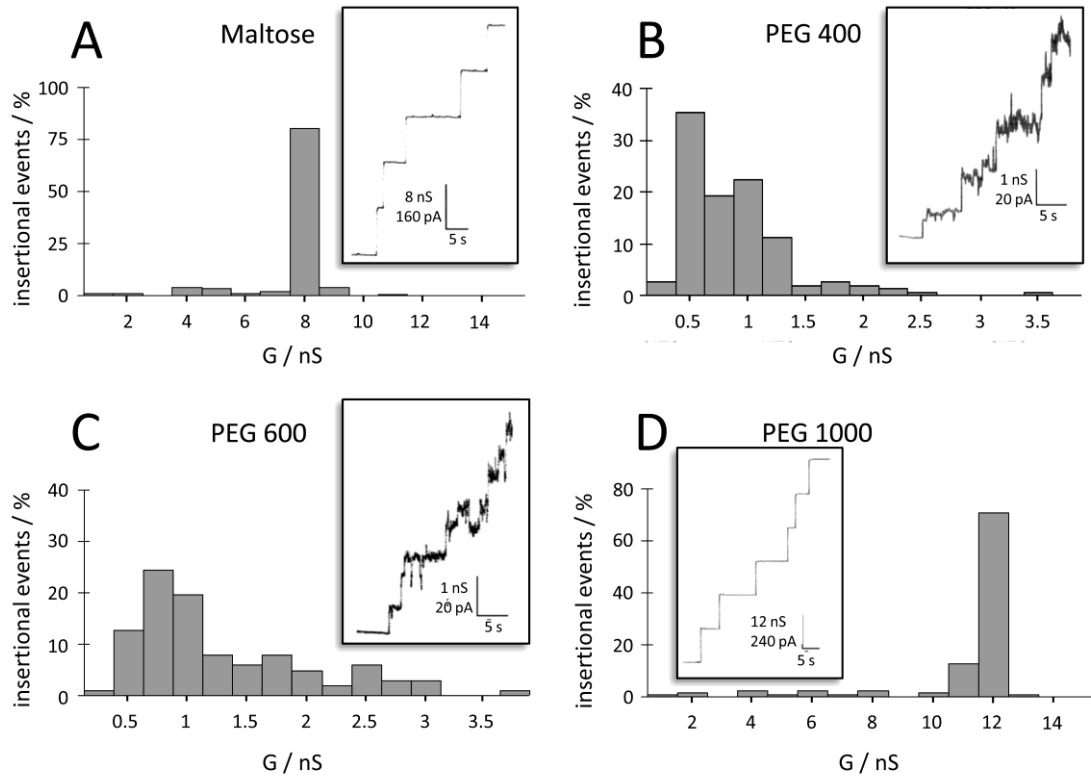 A
Maltose
insertional events / %
100
75
50
25
0
2 4 6 8 10 12 14
G / nS
8 nS
160 pA
5 s
B
PEG 400
insertional events / %
40
30
20
10
0
0.5 1 1.5 2 2.5 3 3.5
G / nS
1 nS
20 pA
5 s
C
PEG 600
insertional events / %
40
30
20
10
0
0.5 1 1.5 2 2.5 3 3.5
G / nS
1 nS
20 pA
5 s
D
PEG 1000
insertional events / %
80
60
40
20
0
2 4 6 8 10 12 14
G / nS
12 nS
240 pA
5 s